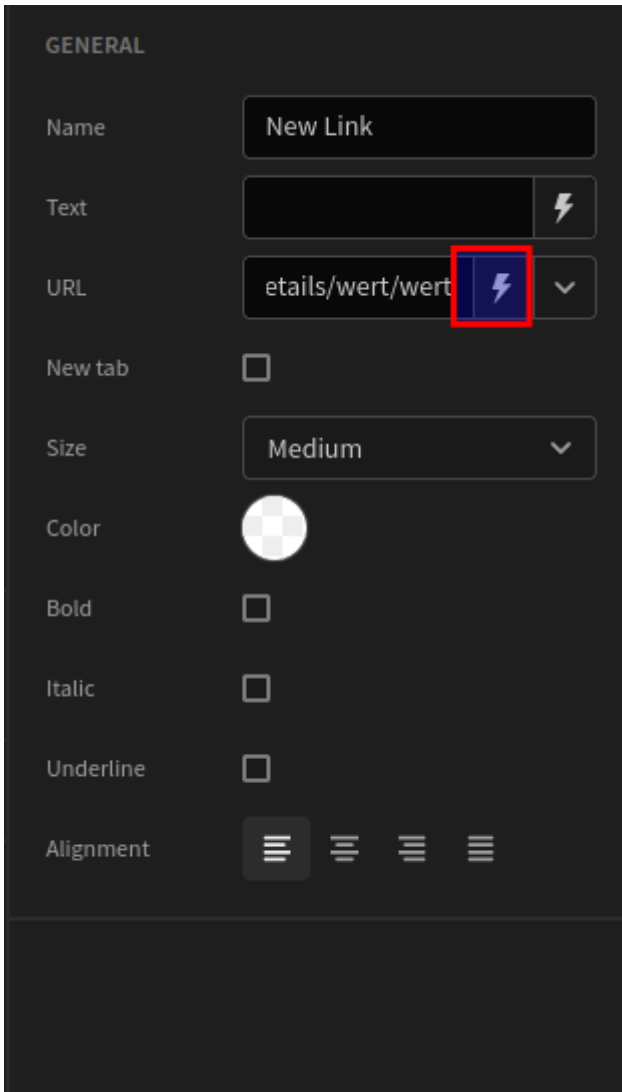 GENERAL
Name New Link
Text
URL etails/wert/wert
New tab
Size Medium
Color
Bold
Italic
Underline
Alignment